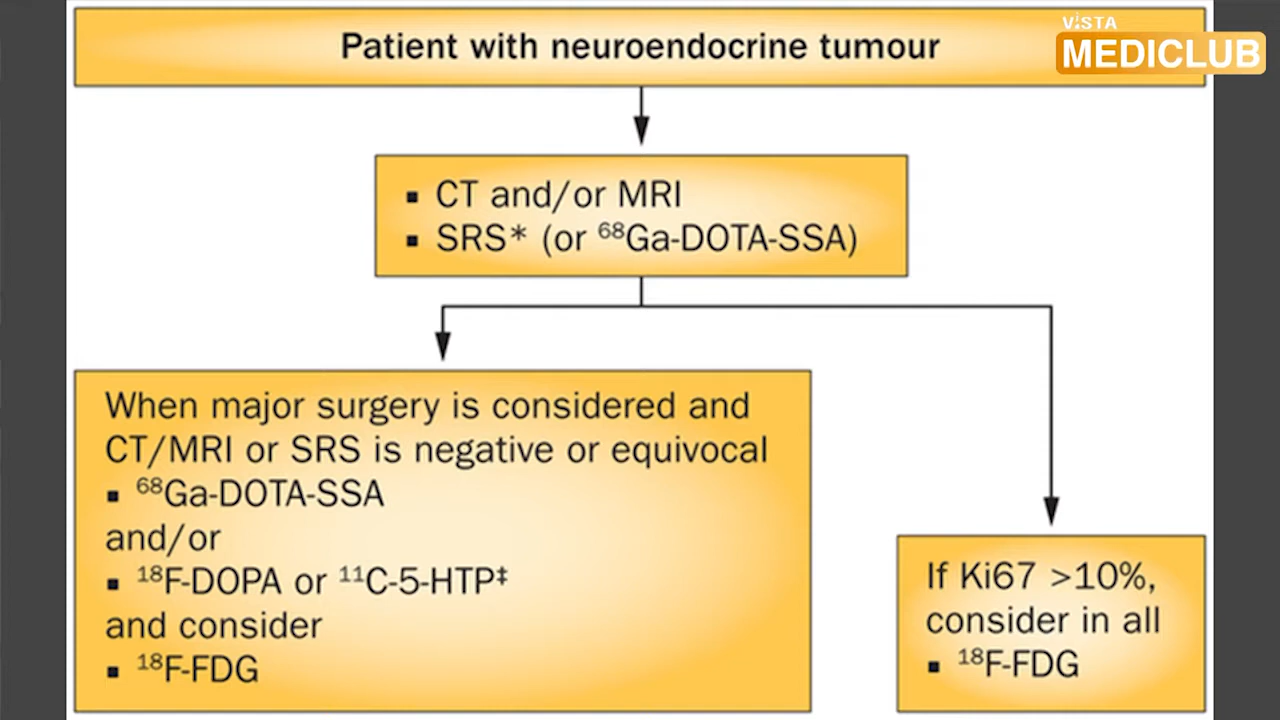 Patient with neuroendocrine tumour
VISTA
MEDICLUB
▪ CT and/or MRI
▪ SRS* (or ⁶⁸Ga-DOTA-SSA)
When major surgery is considered and
CT/MRI or SRS is negative or equivocal
▪ ⁶⁸Ga-DOTA-SSA
and/or
▪ ¹⁸F-DOPA or ¹¹C-5-HTP‡
and consider
▪ ¹⁸F-FDG
If Ki67 >10%,
consider in all
▪ ¹⁸F-FDG